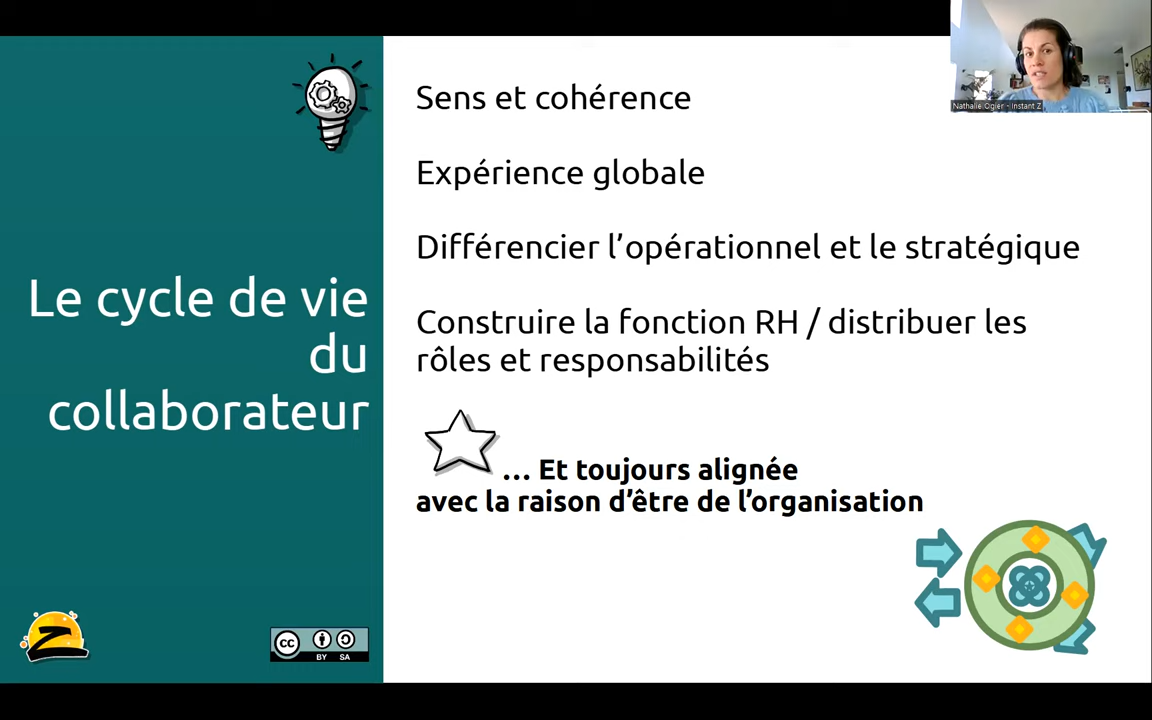 Nathalie Ogier - Instant Z
Le cycle de vie
du
collaborateur
Sens et cohérence
Expérience globale
Différencier l’opérationnel et le stratégique
Construire la fonction RH / distribuer les
rôles et responsabilités
... Et toujours alignée
avec la raison d’être de l’organisation
Z
cc
BY SA